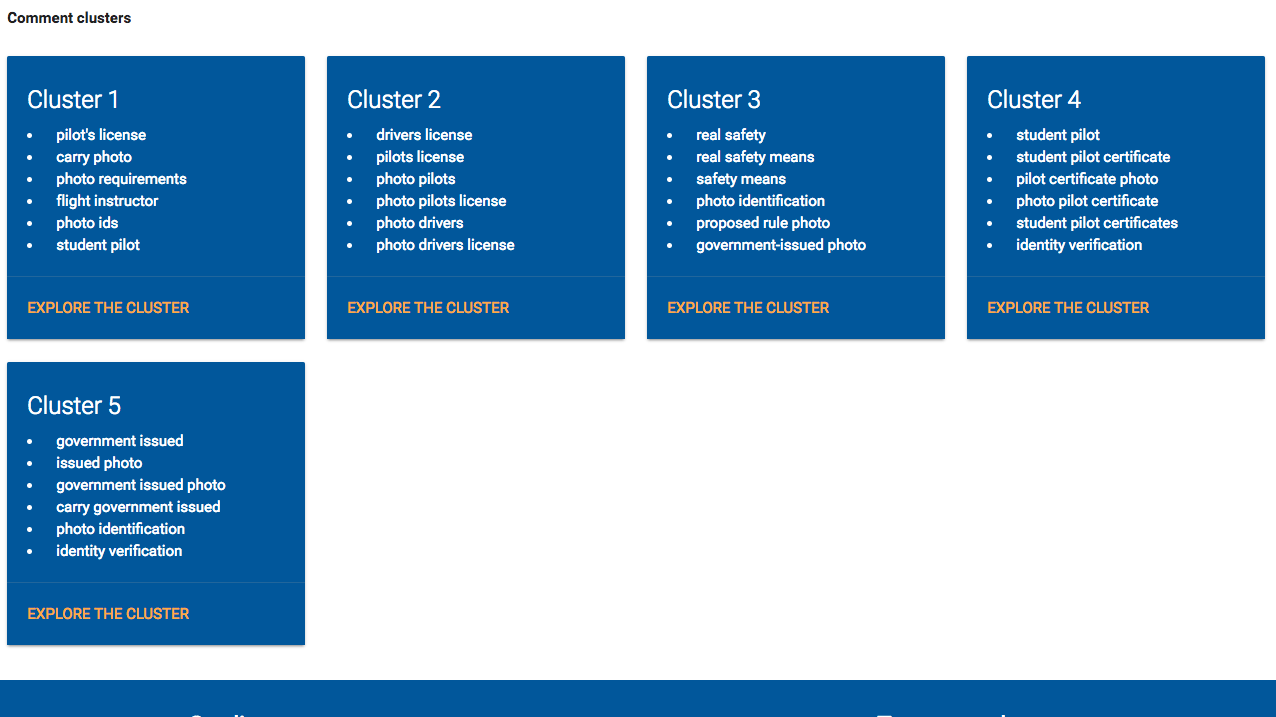 Comment clusters
Cluster 1
• pilot's license
• carry photo
• photo requirements
• flight instructor
• photo ids
• student pilot
EXPLORE THE CLUSTER
Cluster 2
• drivers license
• pilots license
• photo pilots
• photo pilots license
• photo drivers
• photo drivers license
EXPLORE THE CLUSTER
Cluster 3
• real safety
• real safety means
• safety means
• photo identification
• proposed rule photo
• government-issued photo
EXPLORE THE CLUSTER
Cluster 4
• student pilot
• student pilot certificate
• pilot certificate photo
• photo pilot certificate
• student pilot certificates
• identity verification
EXPLORE THE CLUSTER
Cluster 5
• government issued
• issued photo
• government issued photo
• carry government issued
• photo identification
• identity verification
EXPLORE THE CLUSTER